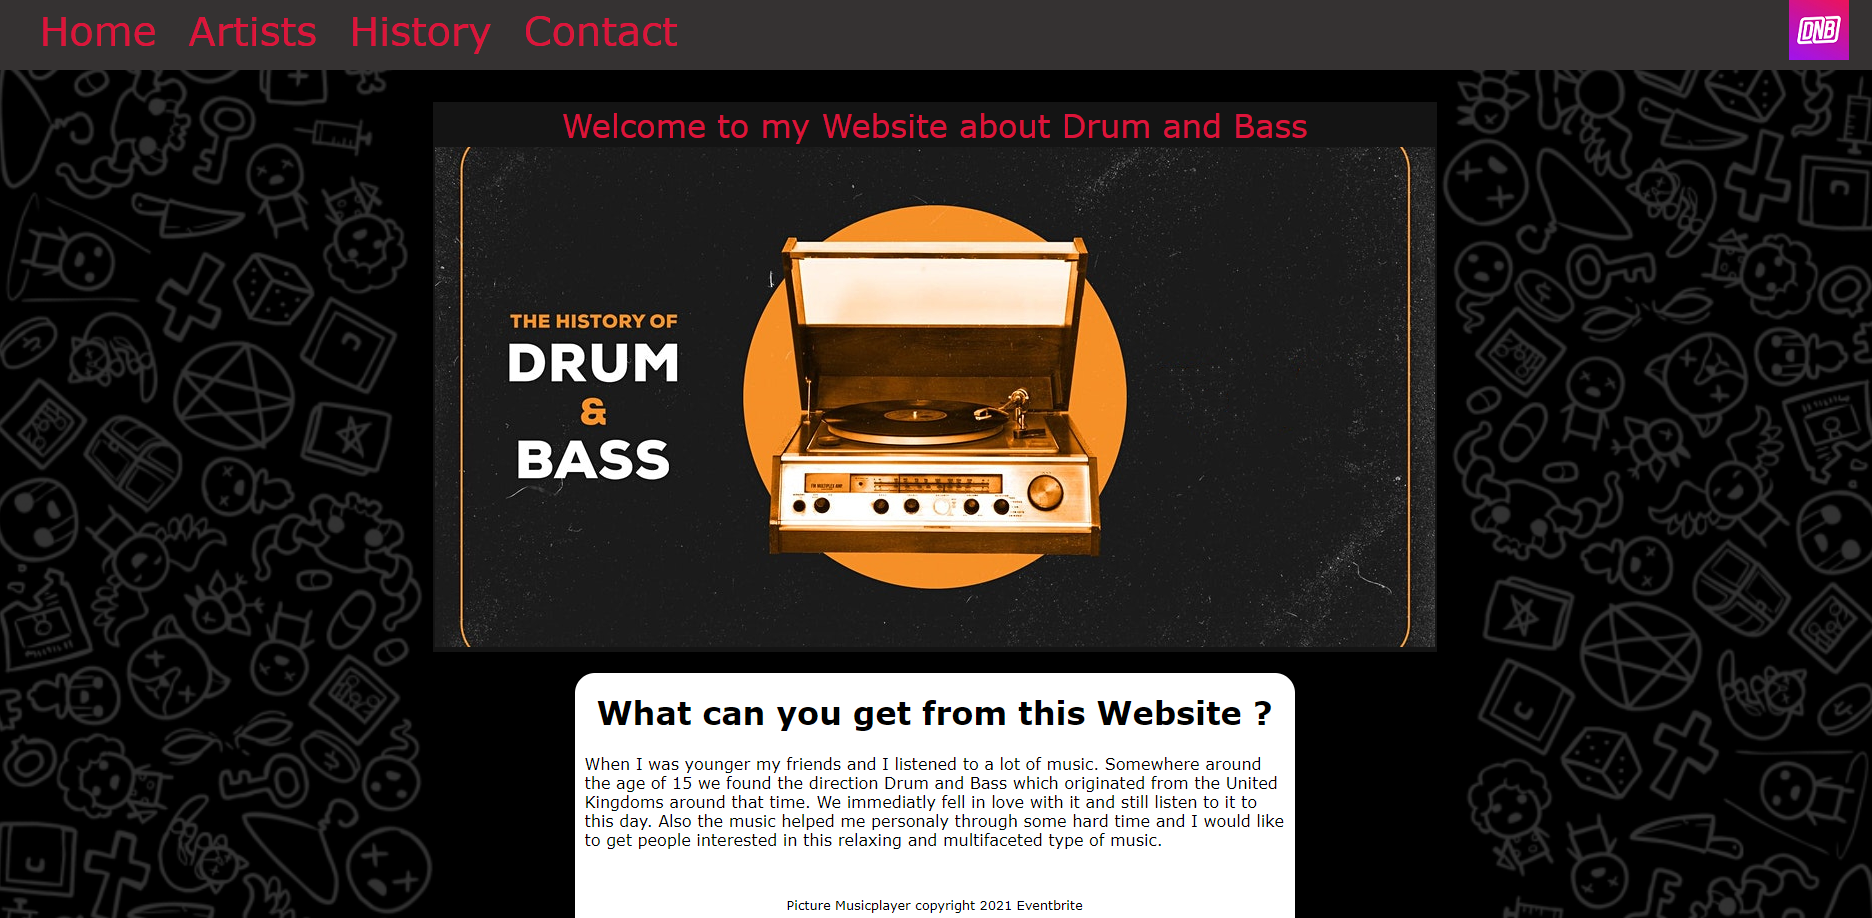 Home Artists History Contact
DNB
Welcome to my Website about Drum and Bass
THE HISTORY OF
DRUM
&
BASS
What can you get from this Website ?
When I was younger my friends and I listened to a lot of music. Somewhere around
the age of 15 we found the direction Drum and Bass which originated from the United
Kingdoms around that time. We immediatly fell in love with it and still listen to it to
this day. Also the music helped me personaly through some hard time and I would like
to get people interested in this relaxing and multifaceted type of music.
Picture Musicplayer copyright 2021 Eventbrite